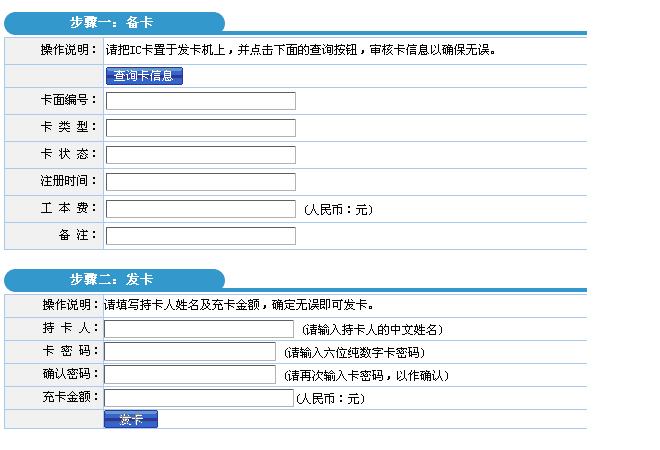 步骤一：备卡
操作说明： 请把IC卡置于发卡机上，并点击下面的查询按钮，审核卡信息以确保无误。
查询卡信息
卡面编号：
卡 类 型：
卡 状 态：
注册时间：
工 本 费： (人民币：元)
备 注：
步骤二：发卡
操作说明：请填写持卡人姓名及充卡金额，确定无误即可发卡。
持 卡 人： (请输入持卡人的中文姓名)
卡 密 码： (请输入六位纯数字卡密码)
确认密码： (请再次输入卡密码，以作确认)
充卡金额： (人民币：元)
发卡